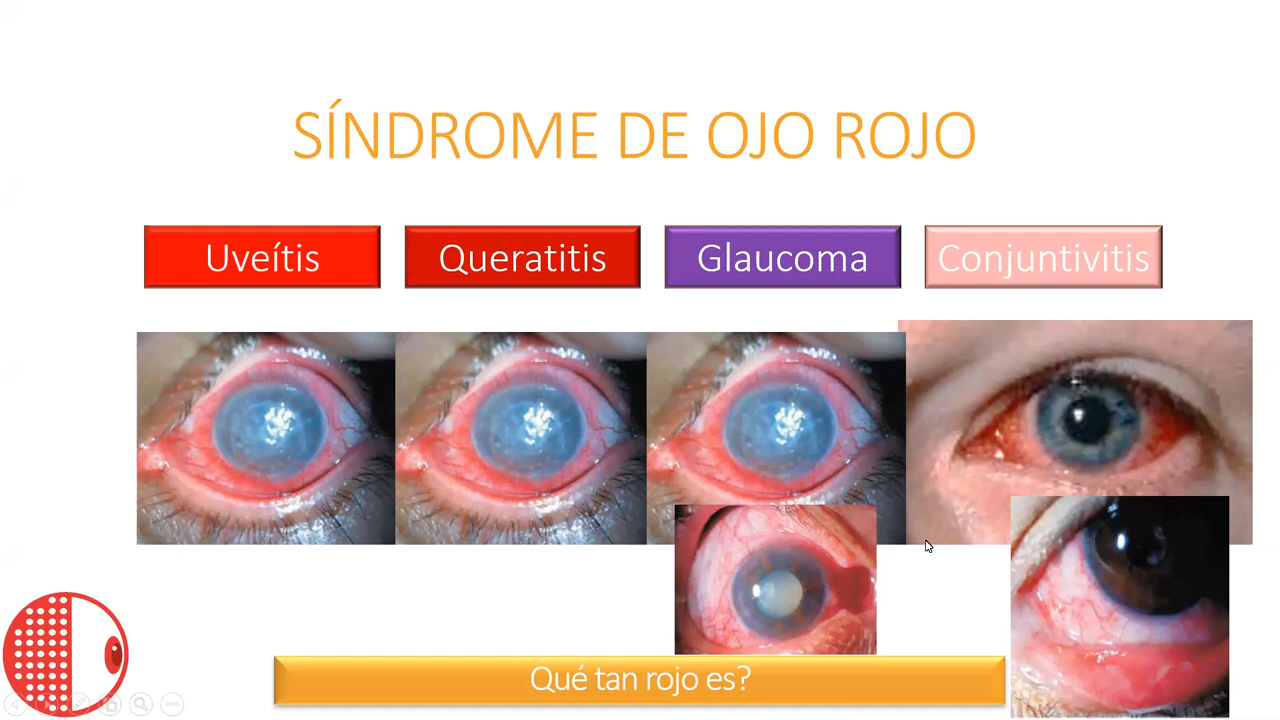 SÍNDROME DE OJO ROJO
Uveítis
Queratitis
Glaucoma
Conjuntivitis
Qué tan rojo es?